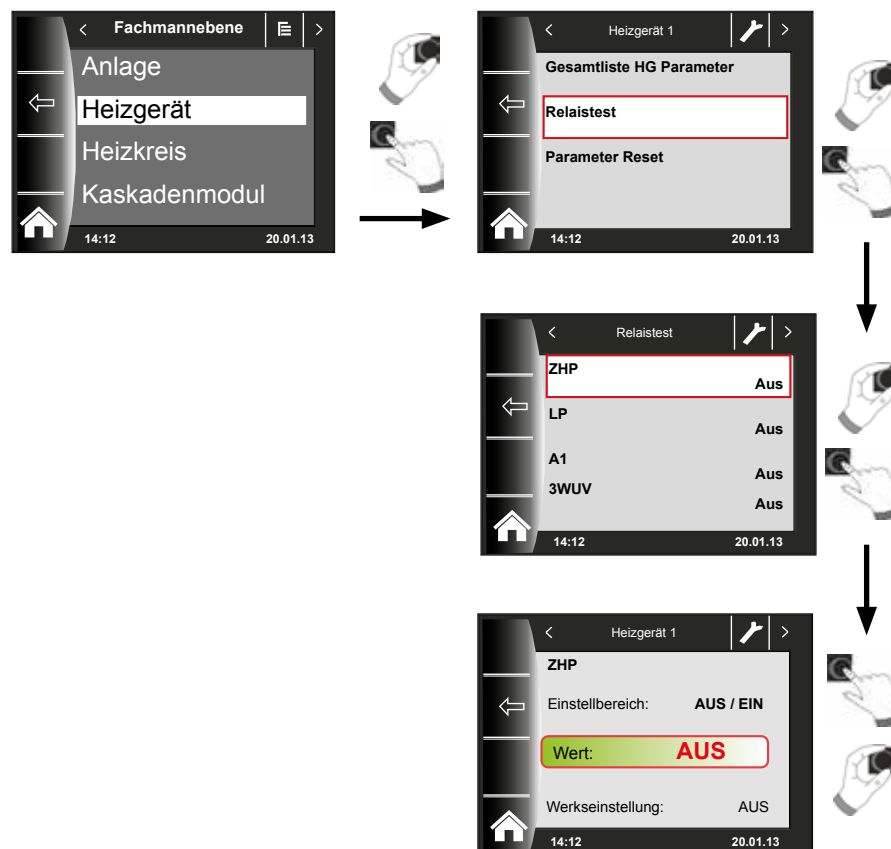 Fachmannebene
Anlage
Heizgerät
Heizkreis
Kaskadenmodul
14:12 20.01.13
Heizgerät 1
Gesamtliste HG Parameter
Relaistest
Parameter Reset
14:12 20.01.13
Relaistest
ZHP
Aus
LP
Aus
A1
Aus
3WUV
Aus
14:12 20.01.13
Heizgerät 1
ZHP
Einstellbereich: AUS / EIN
Wert: AUS
Werkseinstellung: AUS
14:12 20.01.13